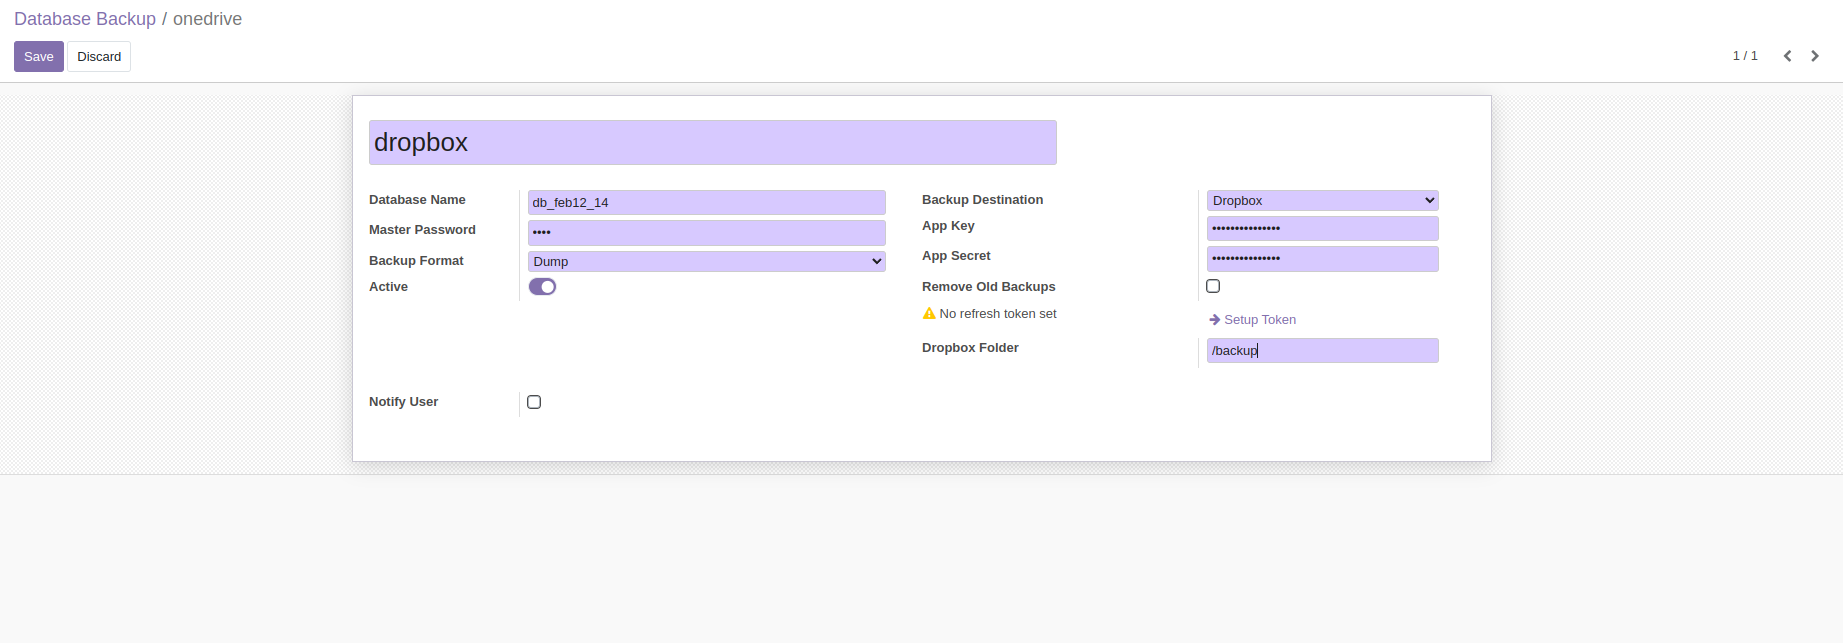 Database Backup / onedrive
Save Discard
1 / 1
dropbox
Database Name db_feb12_14
Master Password ••••
Backup Format Dump
Active
Backup Destination Dropbox
App Key •••••••••••••••
App Secret •••••••••••••••
Remove Old Backups
No refresh token set
Setup Token
Dropbox Folder /backup
Notify User